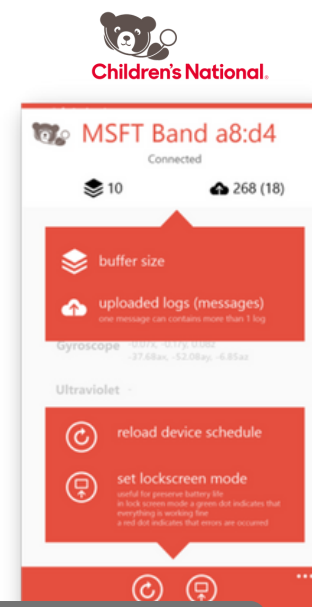 Children's National.
MSFT Band a8:d4
Connected
10
268 (18)
buffer size
uploaded logs (messages)
one message can contains more than 1 log
Gyroscope
-37.68ax, -52.08ay, -6.85az
Ultraviolet -
reload device schedule
set lockscreen mode
useful for preserve battery life
in lock screen mode a green dot indicates that
everything is working fine
a red dot indicates that errors are occurred